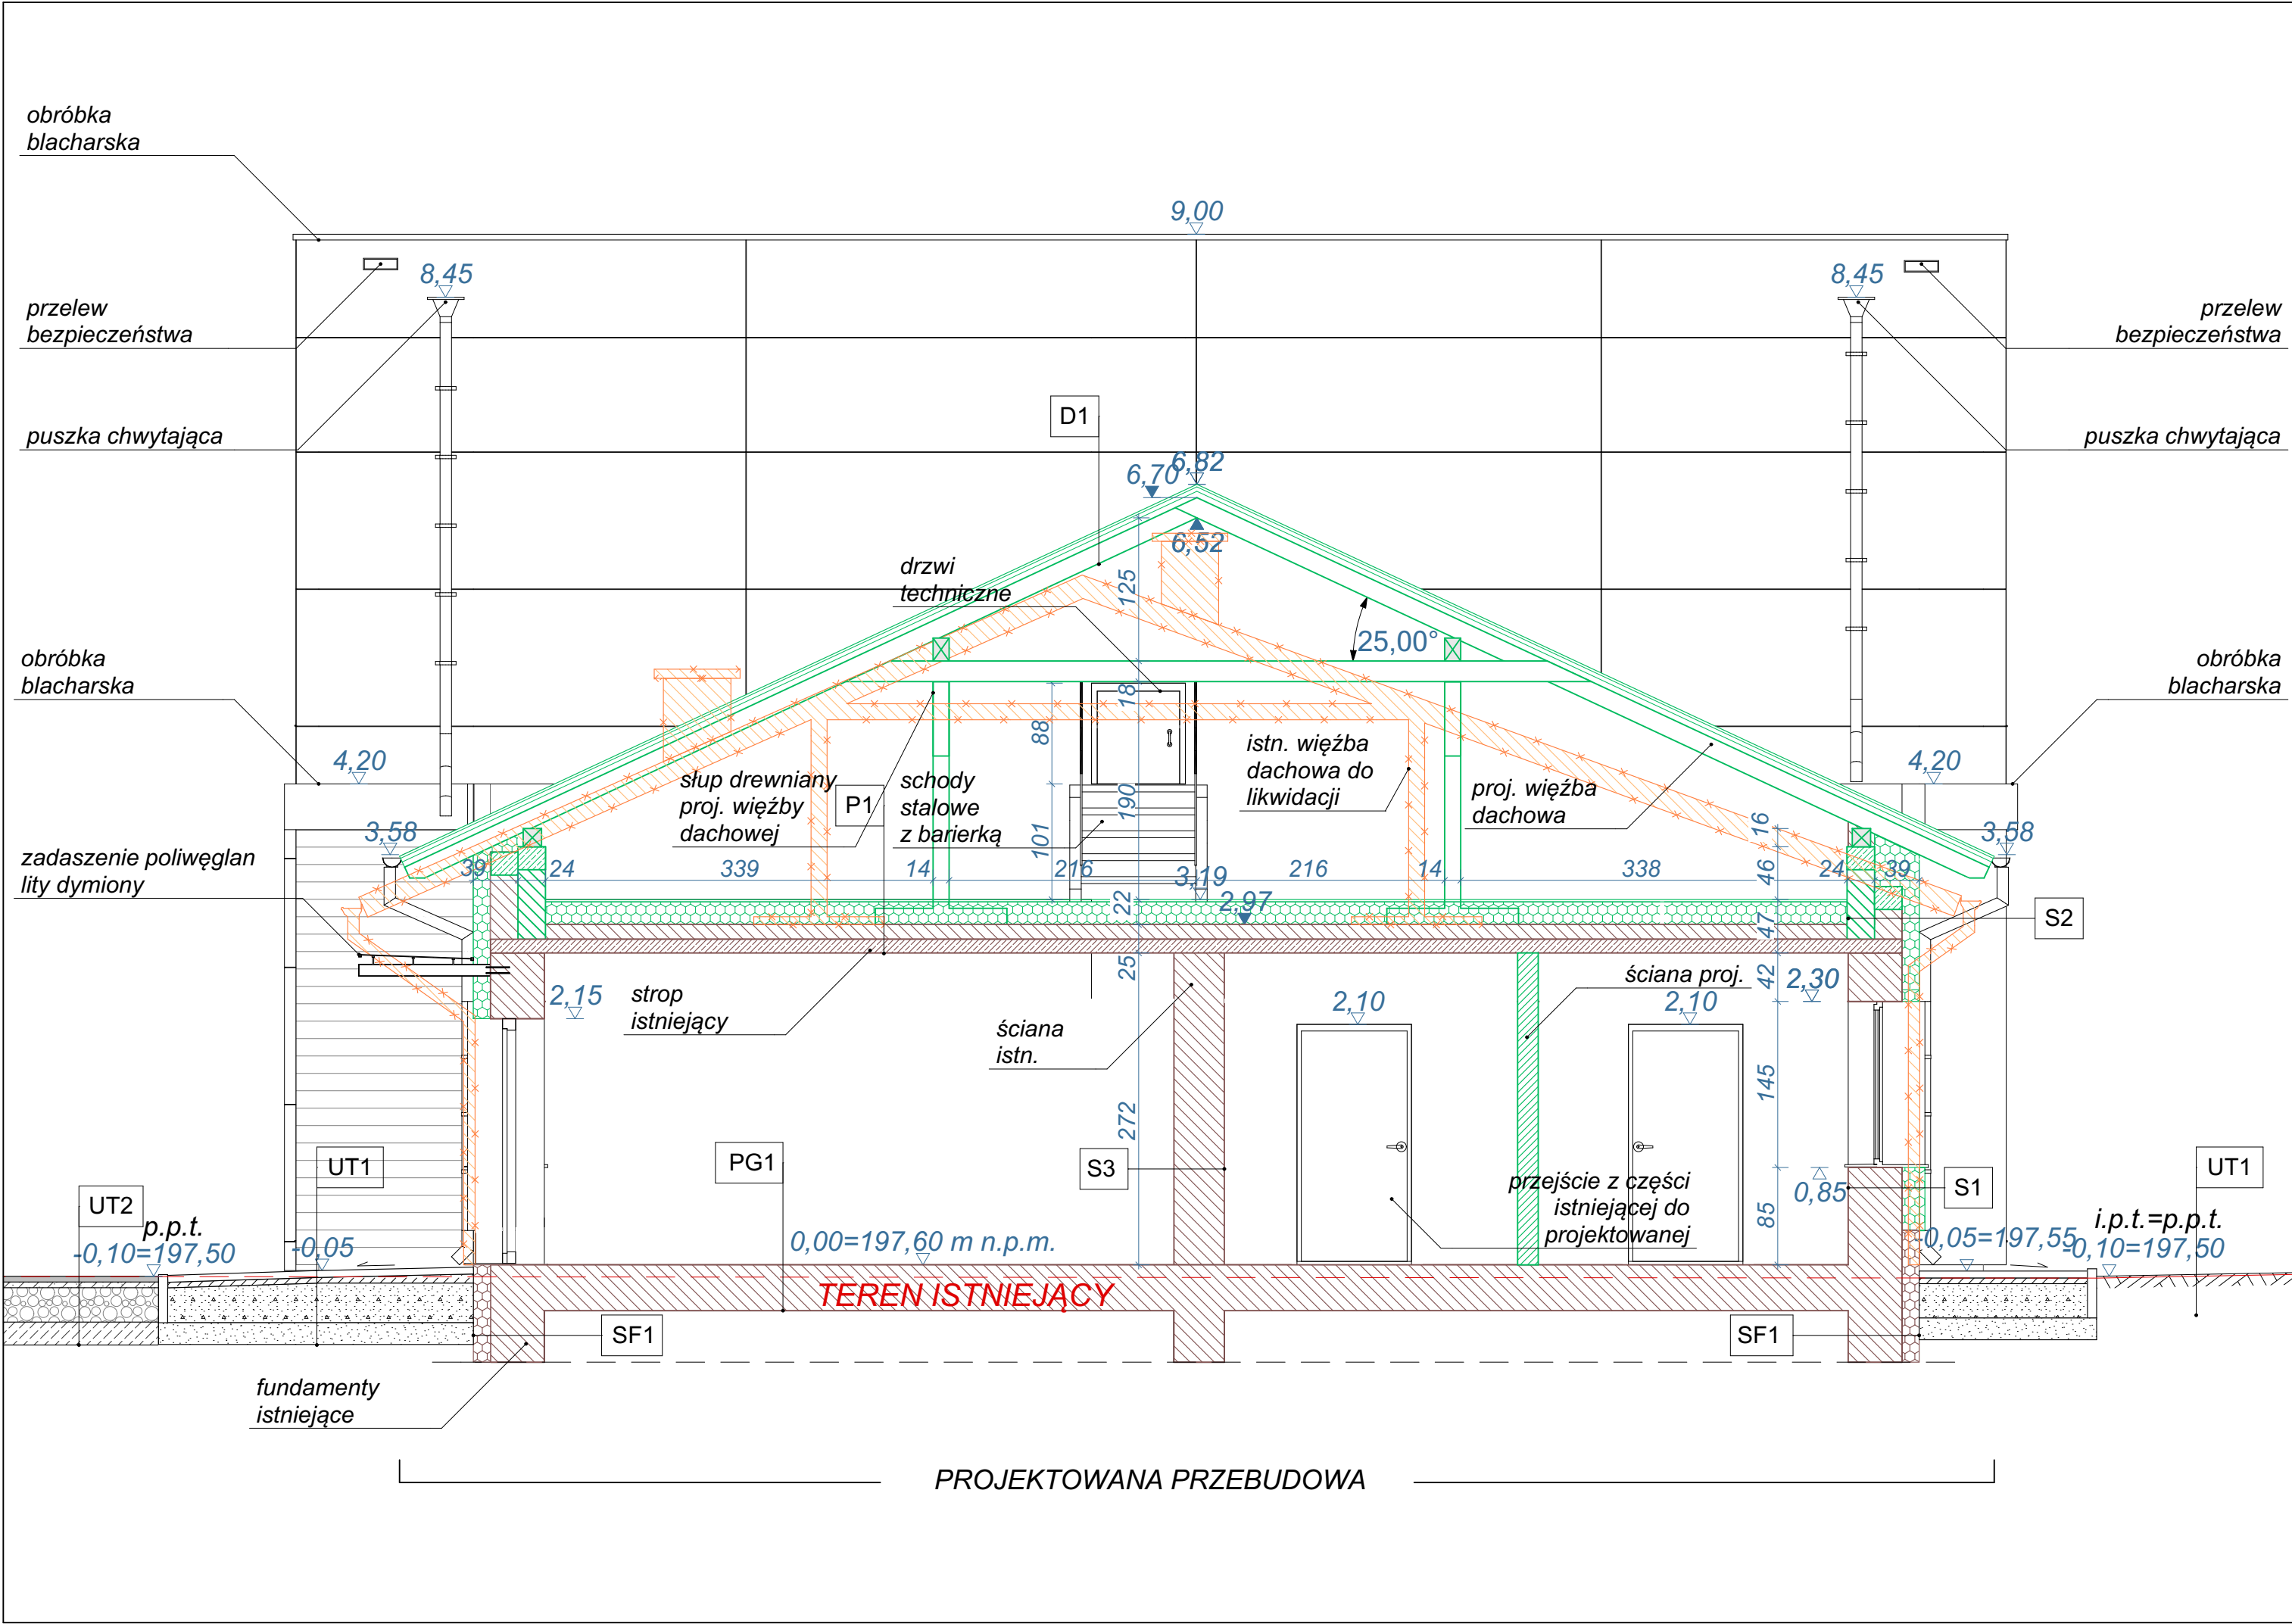 obróbka
blacharska
9,00
8,45
8,45
przelew
bezpieczeństwa
przelew
bezpieczeństwa
D1
puszka chwytająca
puszka chwytająca
6,82
6,70
6,52
drzwi
techniczne
125
25,00°
obróbka
blacharska
obróbka
blacharska
18
88
4,20
4,20
słup drewniany
proj. więźby
dachowej
P1
schody
stalowe
z barierką
190
101
istn. więźba
dachowa do
likwidacji
proj. więźba
dachowa
16
3,58
3,58
zadaszenie poliwęglan
lity dymiony
39
24
339
14
216
3,19
216
14
338
24
39
46
22
2,97
47
S2
25
42
2,15
strop
istniejący
ściana
istn.
2,10
ściana proj.
2,10
2,30
272
145
PG1
S3
UT1
UT2
przejście z części
istniejącej do
projektowanej
85
0,85
S1
UT1
p.p.t.
-0,10=197,50
-0,05
0,00=197,60 m n.p.m.
-0,05=197,55
i.p.t.=p.p.t.
-0,10=197,50
TEREN ISTNIEJĄCY
SF1
SF1
fundamenty
istniejące
PROJEKTOWANA PRZEBUDOWA